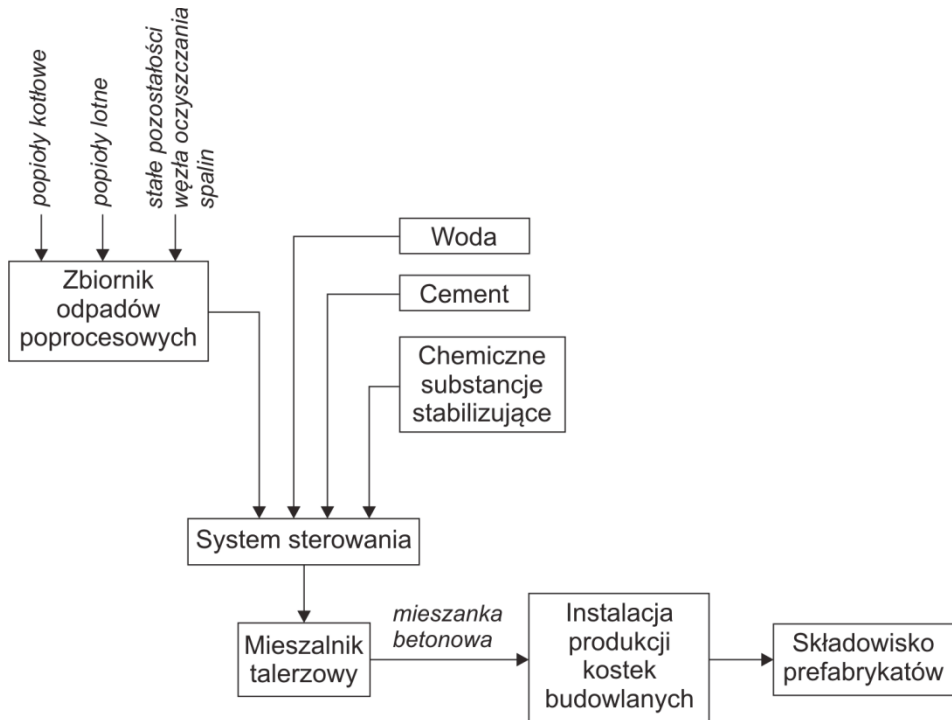 popioły kotłowe
popioły lotne
stałe pozostałości
węzła oczyszczania
spalin
Zbiornik
odpadów
poprocesowych
Woda
Cement
Chemiczne
substancje
stabilizujące
System sterowania
Mieszalnik
talerzowy
mieszanka
betonowa
Instalacja
produkcji
kostek
budowlanych
Składowisko
prefabrykatów